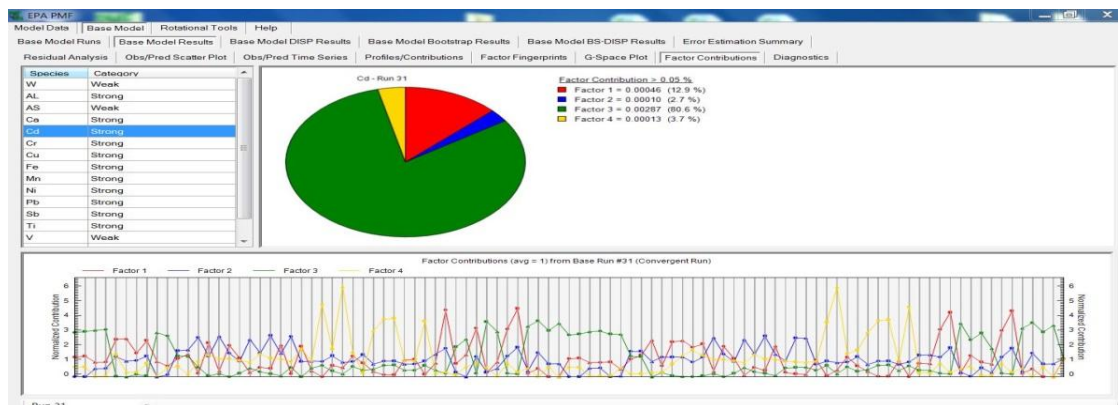 EPA PMF
Model Data Base Model Rotational Tools Help
Base Model Runs Base Model Results Base Model DISP Results Base Model Bootstrap Results Base Model BS-DISP Results Error Estimation Summary
Residual Analysis Obs/Pred Scatter Plot Obs/Pred Time Series Profiles/Contributions Factor Fingerprints G-Space Plot Factor Contributions Diagnostics
Species Category
W Weak
AL Strong
AS Weak
Ca Strong
Cd Strong
Cr Strong
Cu Strong
Fe Strong
Mn Strong
Ni Strong
Pb Strong
Sb Strong
Ti Strong
V Weak
Cd - Run 31
Factor Contribution > 0.05 %
Factor 1 = 0.00046 (12.9 %)
Factor 2 = 0.00010 (2.7 %)
Factor 3 = 0.00287 (80.6 %)
Factor 4 = 0.00013 (3.7 %)
Factor Contributions (avg = 1) from Base Run #31 (Convergent Run)
Factor 1 Factor 2 Factor 3 Factor 4
Normalized Contribution
6
5
4
3
2
1
0
6
5
4
3
2
1
0
Normalized Contribution
Run 31